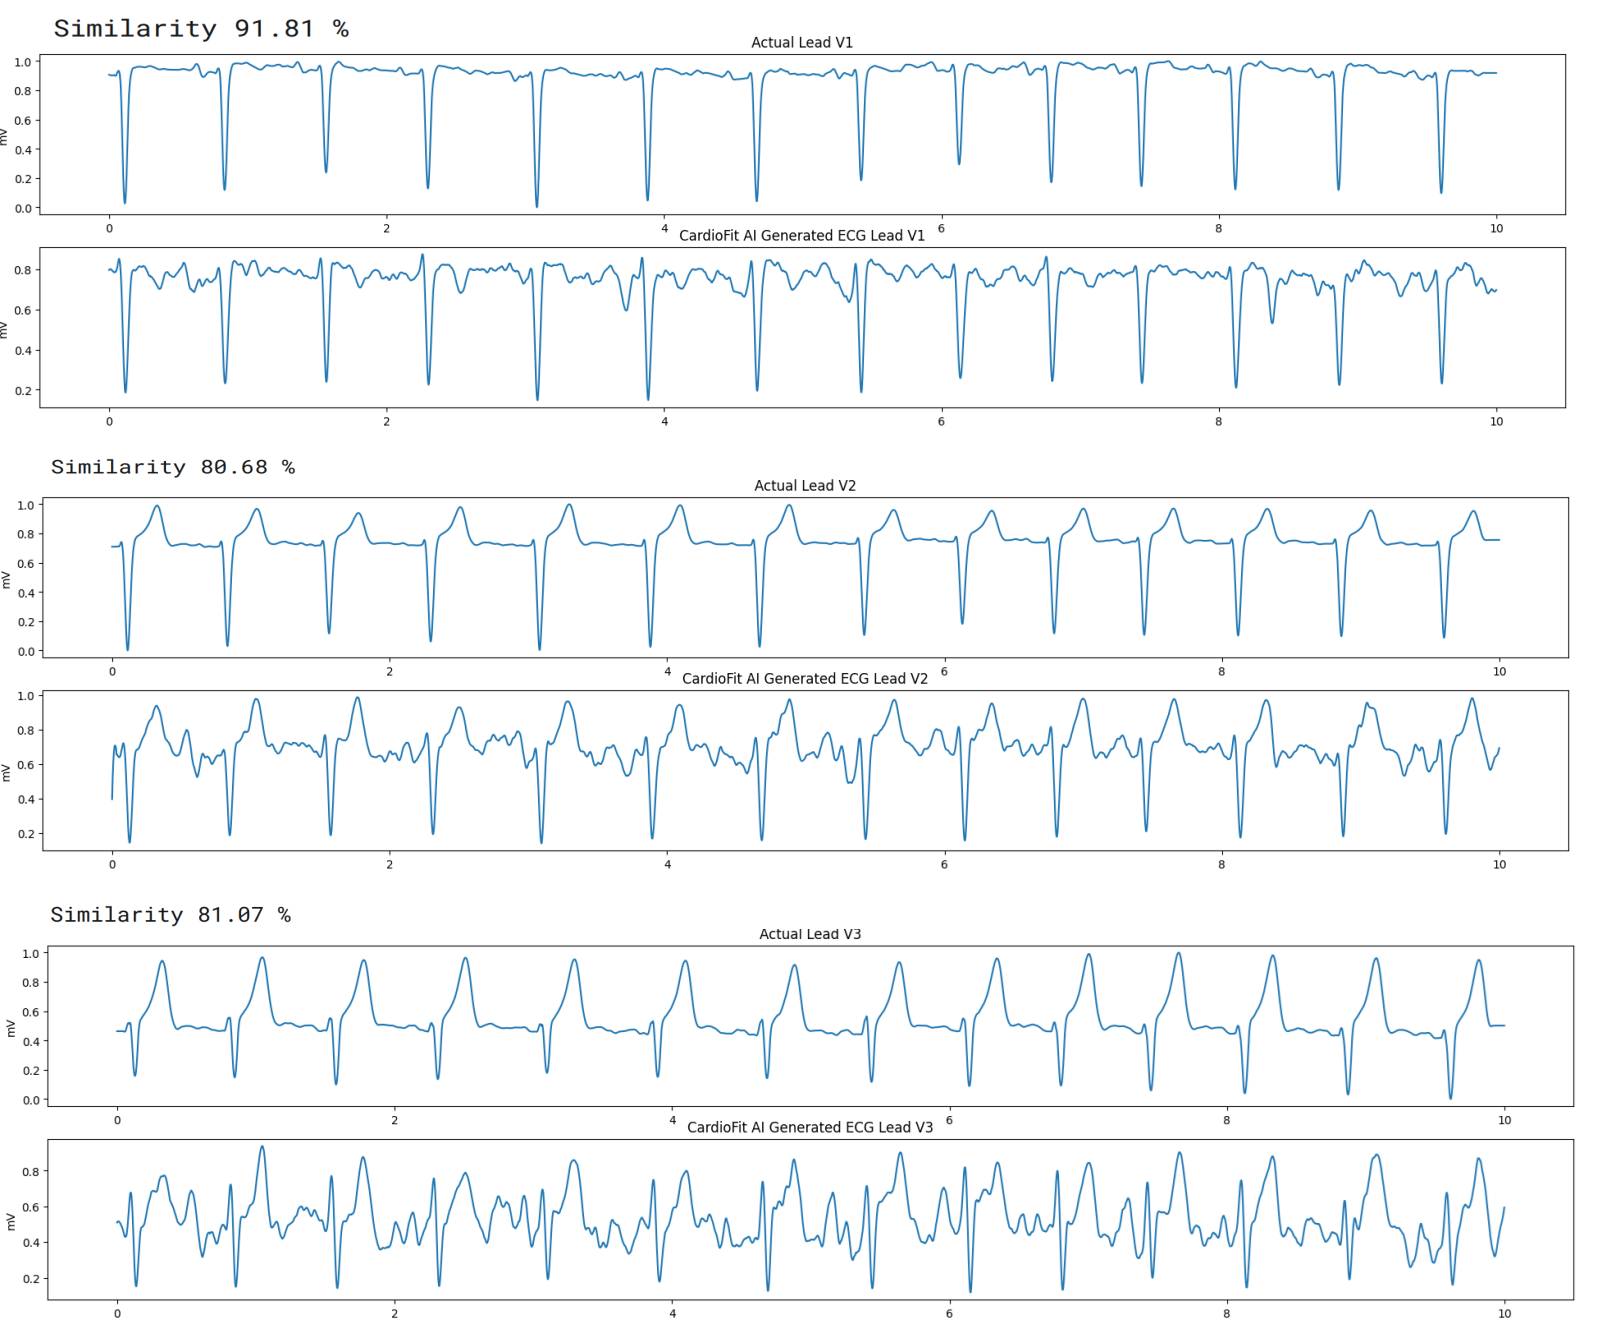 Similarity 91.81 %
Actual Lead V1
1.0
0.8
0.6
0.4
0.2
0.0
mV
0 2 4 6 8 10
CardioFit AI Generated ECG Lead V1
0.8
0.6
0.4
0.2
mV
0 2 4 6 8 10
Similarity 80.68 %
Actual Lead V2
1.0
0.8
0.6
0.4
0.2
0.0
mV
0 2 4 6 8 10
CardioFit AI Generated ECG Lead V2
1.0
0.8
0.6
0.4
0.2
mV
0 2 4 6 8 10
Similarity 81.07 %
Actual Lead V3
1.0
0.8
0.6
0.4
0.2
0.0
mV
0 2 4 6 8 10
CardioFit AI Generated ECG Lead V3
0.8
0.6
0.4
0.2
mV
0 2 4 6 8 10